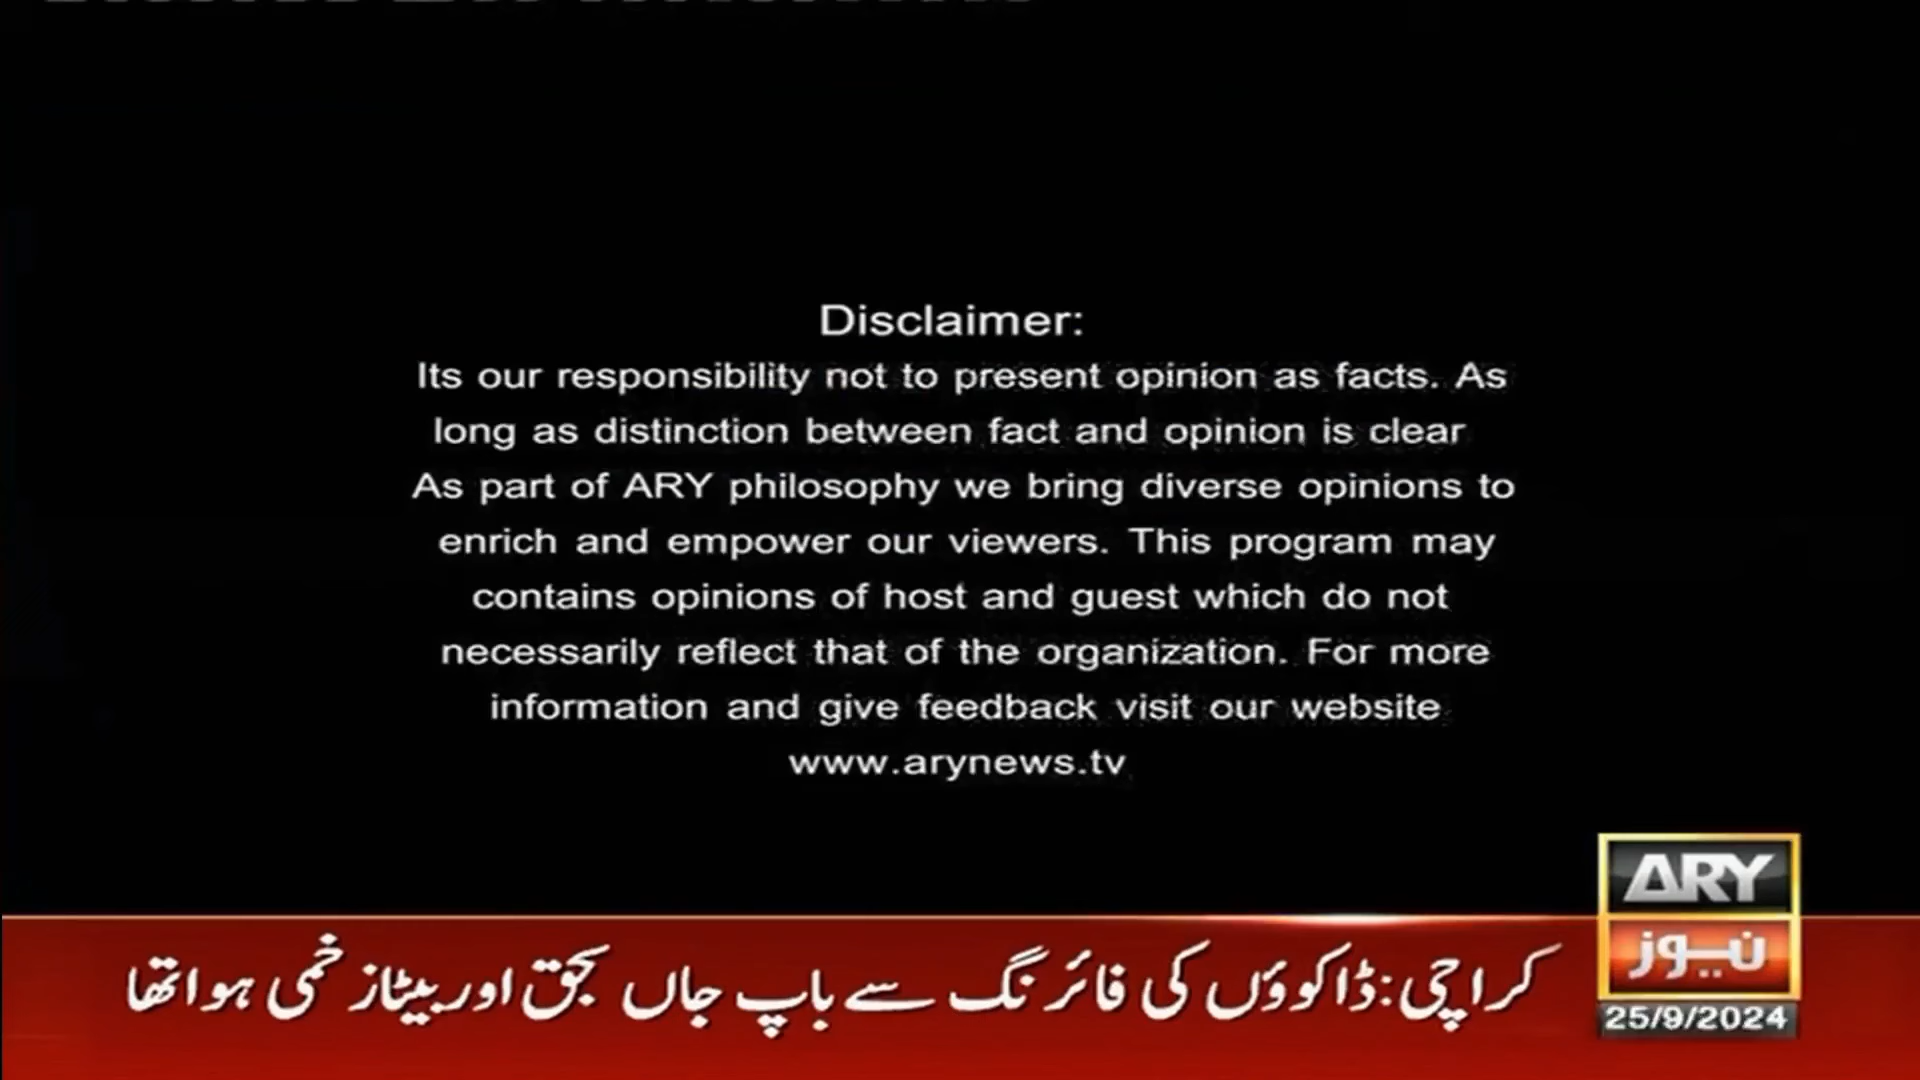 Disclaimer:
Its our responsibility not to present opinion as facts. As
long as distinction between fact and opinion is clear
As part of ARY philosophy we bring diverse opinions to
enrich and empower our viewers. This program may
contains opinions of host and guest which do not
necessarily reflect that of the organization. For more
information and give feedback visit our website
www.arynews.tv
ARY
نیوز
کراچی:ڈاکوؤں کی فائرنگ سے باپ جاں بحق اور بیٹا زخمی ہوا تھا
25/9/2024